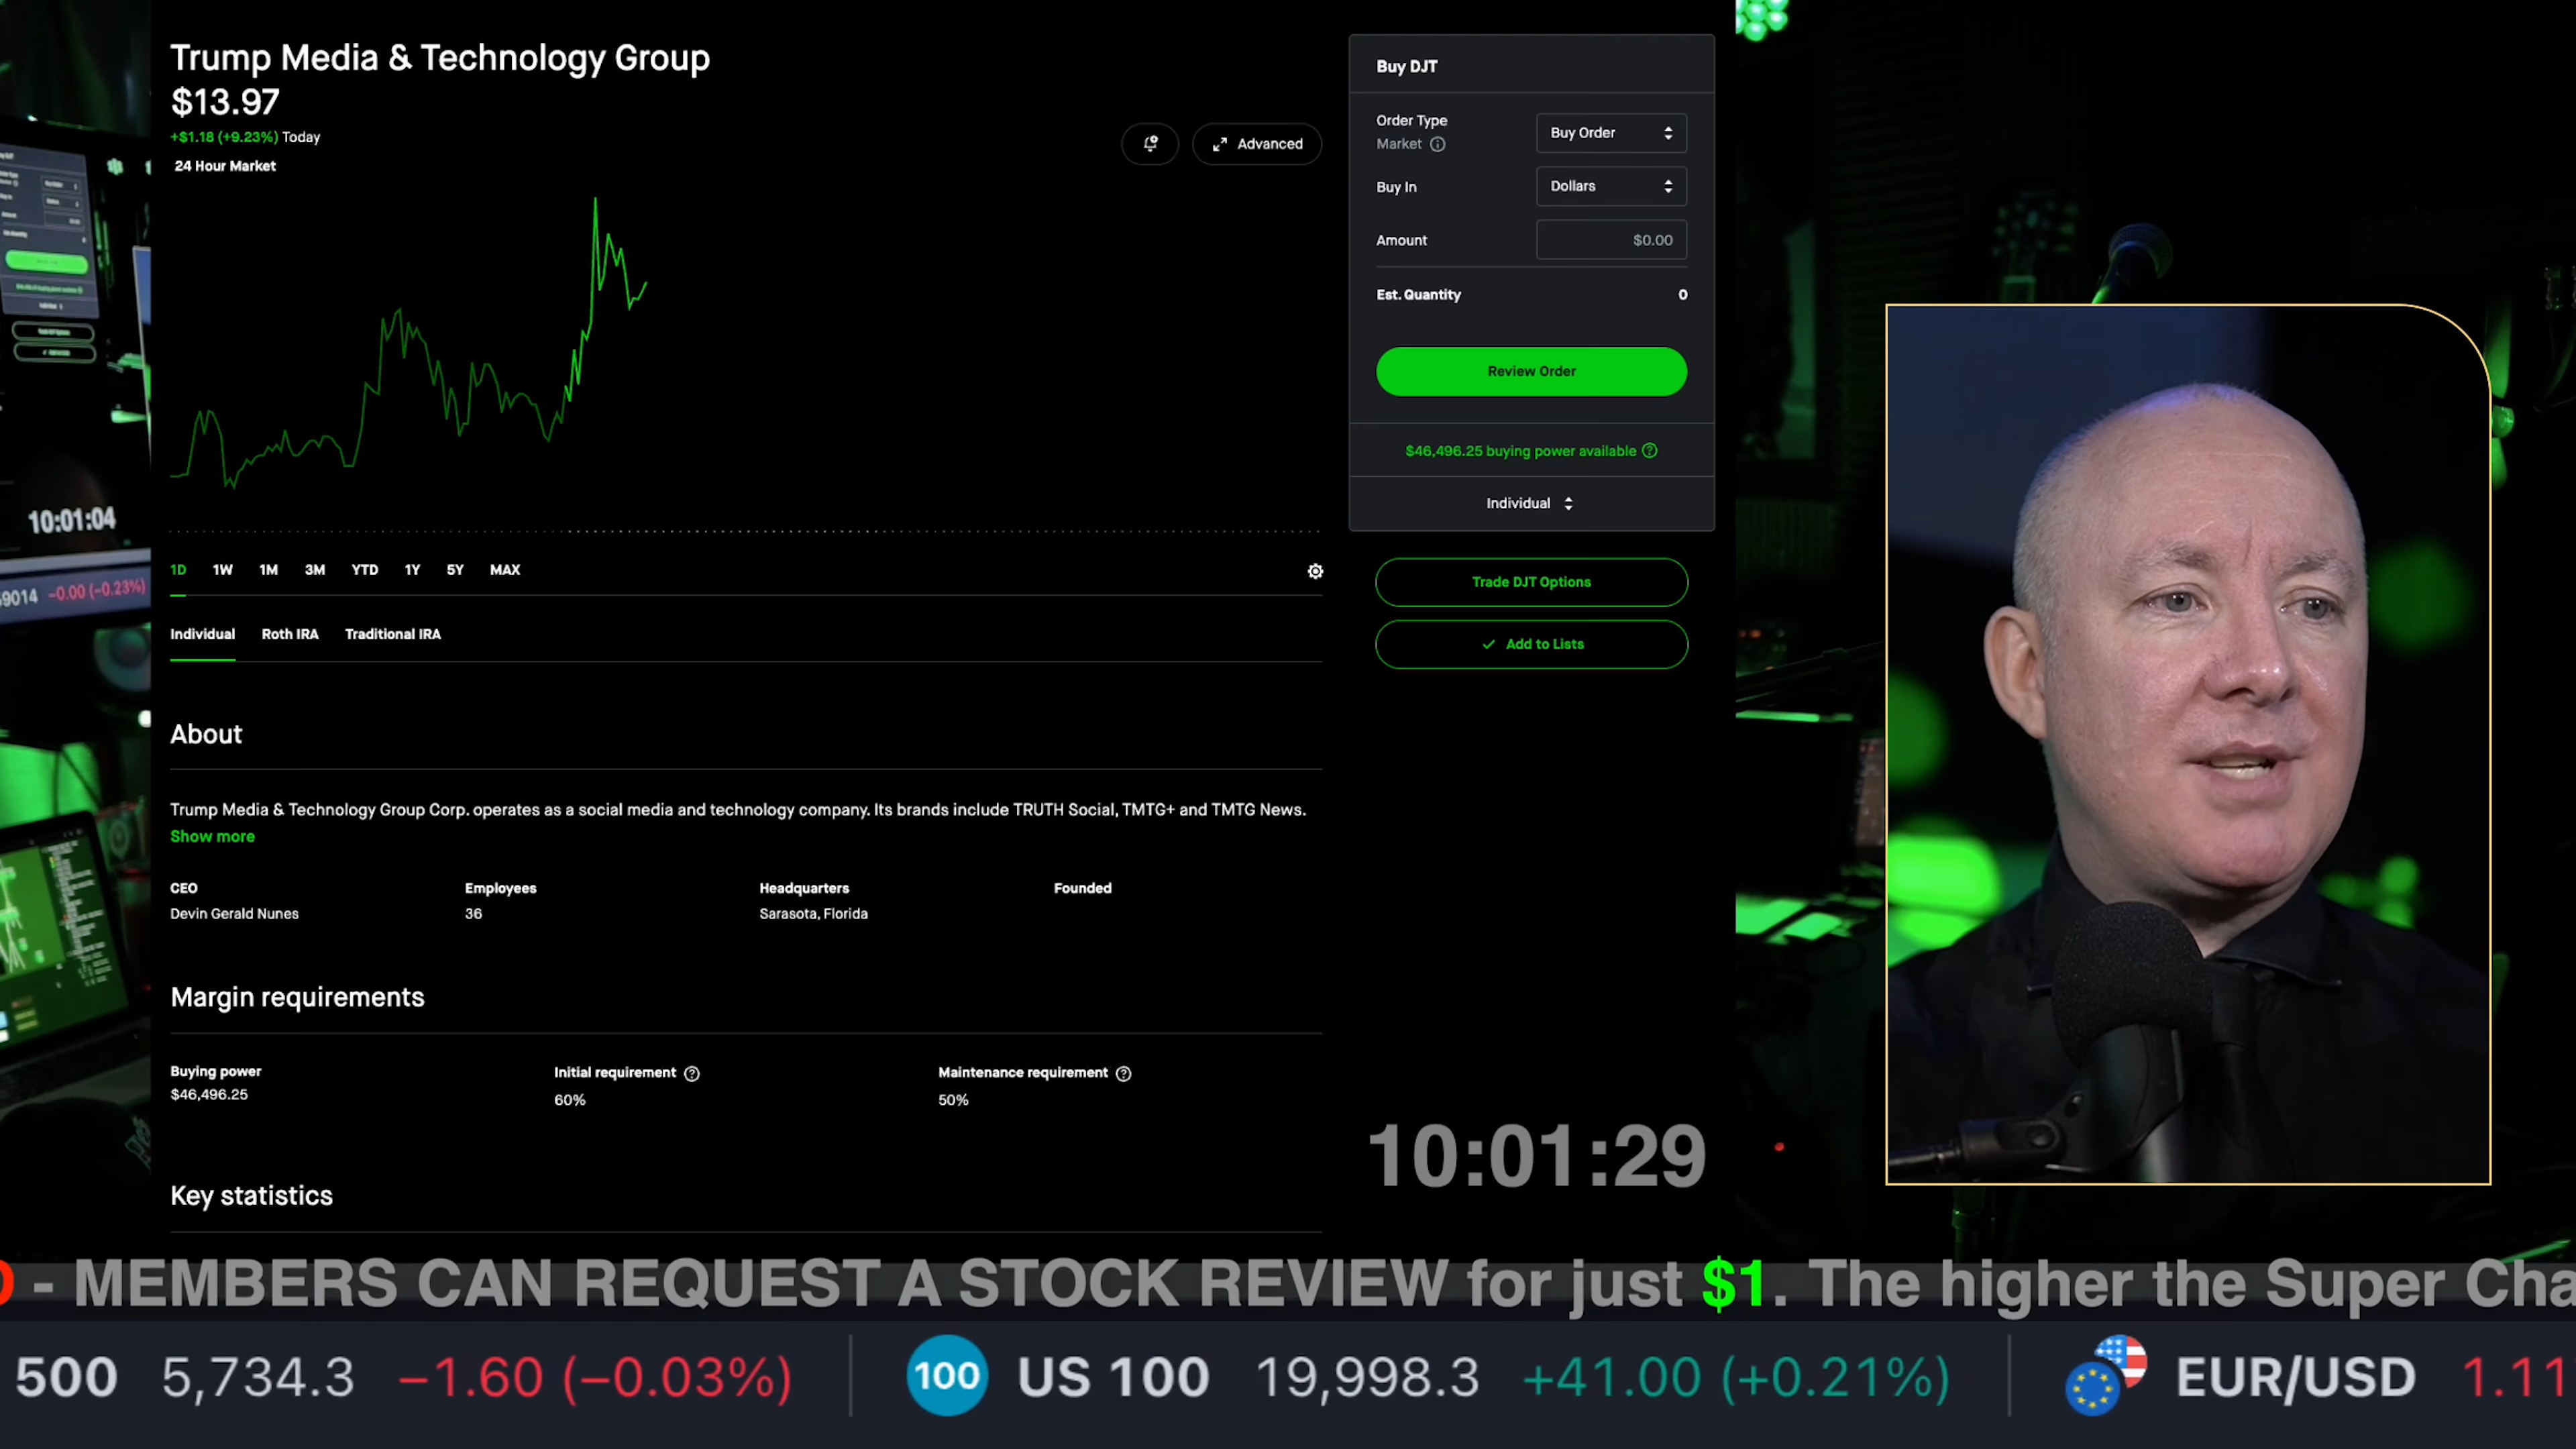 Trump Media & Technology Group
$13.97
+$1.18 (+9.23%) Today
24 Hour Market
Advanced
Buy DJT
Order Type
Market
Buy Order
Buy In
Dollars
Amount
$0.00
Est. Quantity
0
Review Order
$46,496.25 buying power available
Individual
Trade DJT Options
Add to Lists
10:01:04
9014 -0.00 (-0.23%)
1D 1W 1M 3M YTD 1Y 5Y MAX
Individual Roth IRA Traditional IRA
About
Trump Media & Technology Group Corp. operates as a social media and technology company. Its brands include TRUTH Social, TMTG+ and TMTG News.
Show more
CEO Employees Headquarters Founded
Devin Gerald Nunes 36 Sarasota, Florida
Margin requirements
Buying power Initial requirement Maintenance requirement
$46,496.25 60% 50%
10:01:29
Key statistics
- MEMBERS CAN REQUEST A STOCK REVIEW for just $1. The higher the Super Cha
500 5,734.3 −1.60 (−0.03%) 100 US 100 19,998.3 +41.00 (+0.21%) EUR/USD 1.11